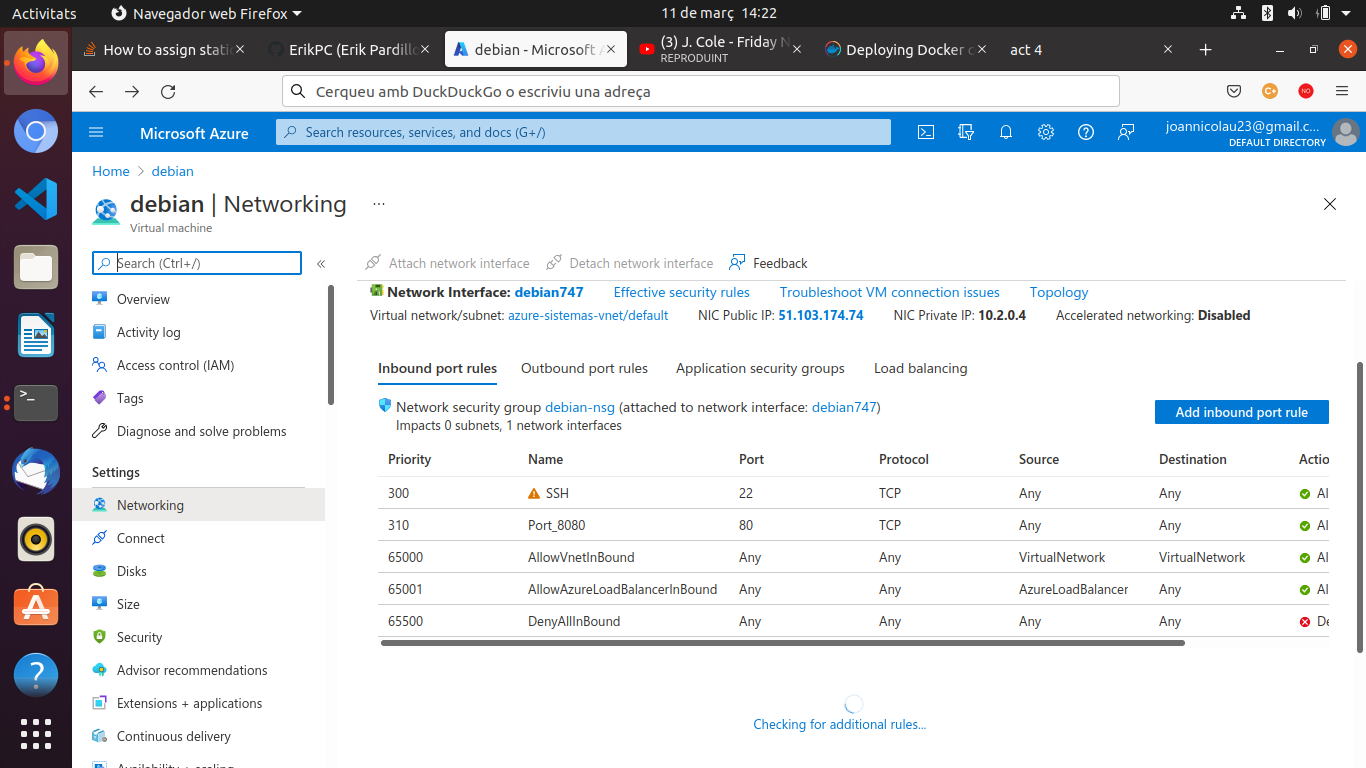 Activitats
Navegador web Firefox
11 de març 14:22
How to assign stati
ErikPC (Erik Pardillo
debian - Microsoft A
(3) J. Cole - Friday N
REPRODUINT
Deploying Docker c
act 4
Cerqueu amb DuckDuckGo o escriviu una adreça
C+
NO
Microsoft Azure
Search resources, services, and docs (G+/)
joannicolau23@gmail.c...
DEFAULT DIRECTORY
Home > debian
debian | Networking ...
Virtual machine
Search (Ctrl+/)
«
Overview
Activity log
Access control (IAM)
Tags
Diagnose and solve problems
Settings
Networking
Connect
Disks
Size
Security
Advisor recommendations
Extensions + applications
Continuous delivery
Availability + scaling
Attach network interface
Detach network interface
Feedback
Network Interface: debian747 Effective security rules Troubleshoot VM connection issues Topology
Virtual network/subnet: azure-sistemas-vnet/default NIC Public IP: 51.103.174.74 NIC Private IP: 10.2.0.4 Accelerated networking: Disabled
Inbound port rules Outbound port rules Application security groups Load balancing
Network security group debian-nsg (attached to network interface: debian747)
Impacts 0 subnets, 1 network interfaces
Add inbound port rule
Priority Name Port Protocol Source Destination Actio
300 SSH 22 TCP Any Any Al
310 Port_8080 80 TCP Any Any Al
65000 AllowVnetInBound Any Any VirtualNetwork VirtualNetwork Al
65001 AllowAzureLoadBalancerInBound Any Any AzureLoadBalancer Any Al
65500 DenyAllInBound Any Any Any Any De
Checking for additional rules...